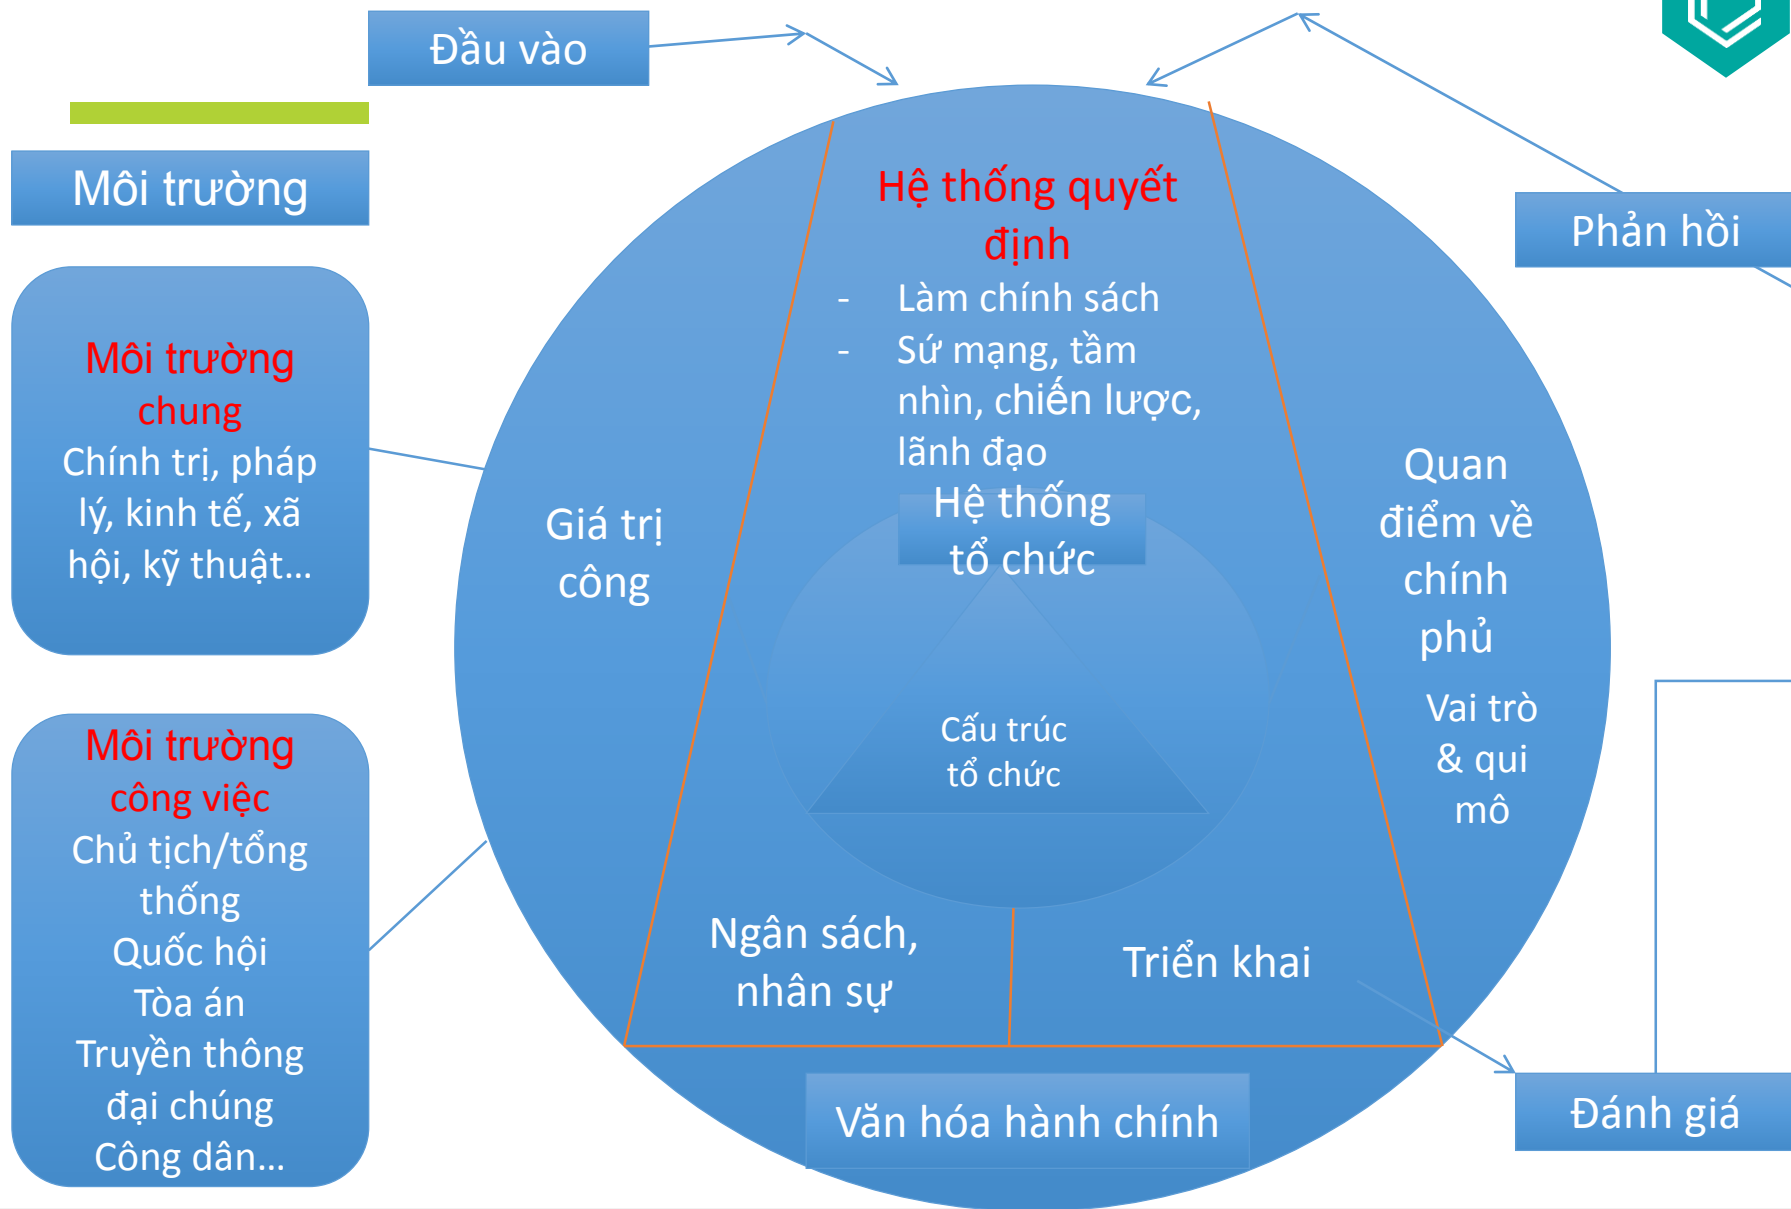 Đầu vào
Môi trường
Môi trường
chung
Chính trị, pháp
lý, kinh tế, xã
hội, kỹ thuật...
Môi trường
công việc
Chủ tịch/tổng
thống
Quốc hội
Tòa án
Truyền thông
đại chúng
Công dân...
Giá trị
công
Hệ thống quyết
định
- Làm chính sách
- Sứ mạng, tầm
nhìn, chiến lược,
lãnh đạo
Hệ thống
tổ chức
Cấu trúc
tổ chức
Ngân sách,
nhân sự
Triển khai
Văn hóa hành chính
Quan
điểm về
chính
phủ
Vai trò
& qui
mô
Phản hồi
Đánh giá